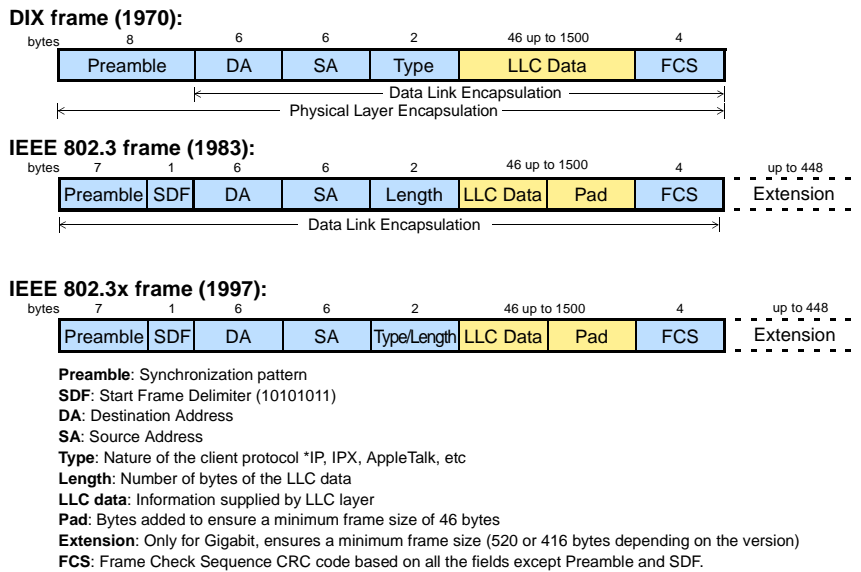 DIX frame (1970):
bytes 8 6 6 2 46 up to 1500 4
Preamble DA SA Type LLC Data FCS
Data Link Encapsulation
Physical Layer Encapsulation
IEEE 802.3 frame (1983):
bytes 7 1 6 6 2 46 up to 1500 4 up to 448
Preamble SDF DA SA Length LLC Data Pad FCS Extension
Data Link Encapsulation
IEEE 802.3x frame (1997):
bytes 7 1 6 6 2 46 up to 1500 4 up to 448
Preamble SDF DA SA Type/Length LLC Data Pad FCS Extension
Preamble: Synchronization pattern
SDF: Start Frame Delimiter (10101011)
DA: Destination Address
SA: Source Address
Type: Nature of the client protocol *IP, IPX, AppleTalk, etc
Length: Number of bytes of the LLC data
LLC data: Information supplied by LLC layer
Pad: Bytes added to ensure a minimum frame size of 46 bytes
Extension: Only for Gigabit, ensures a minimum frame size (520 or 416 bytes depending on the version)
FCS: Frame Check Sequence CRC code based on all the fields except Preamble and SDF.